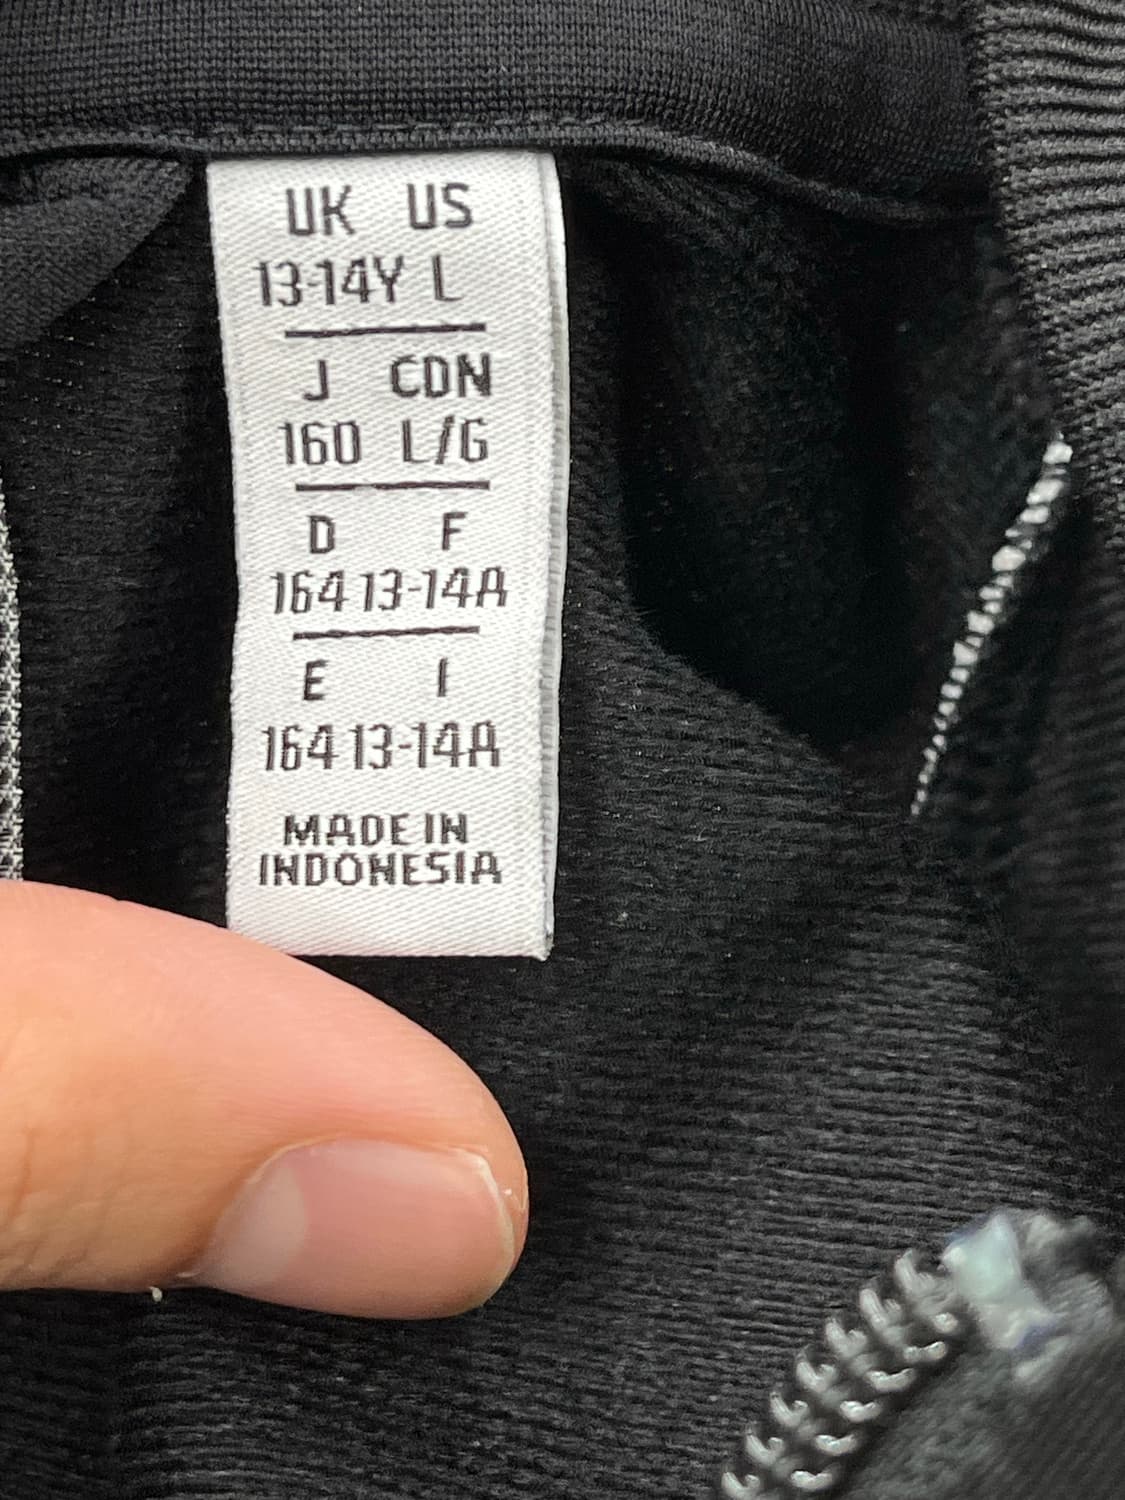 UK US
13-14Y L
J CDN
160 L/G
D F
164 13-14A
E I
164 13-14A
MADE IN
INDONESIA